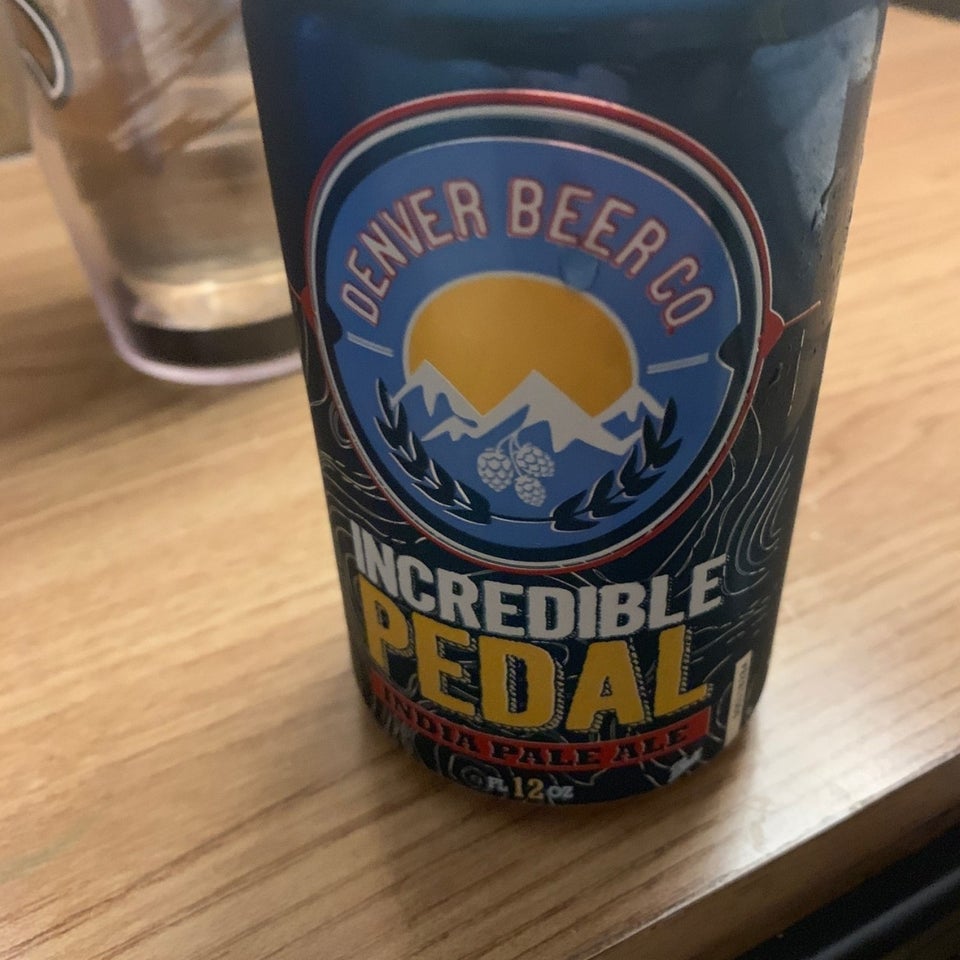 DENVER BEER CO.
INCREDIBLE
PEDAL
INDIA PALE ALE
FL 12 OZ